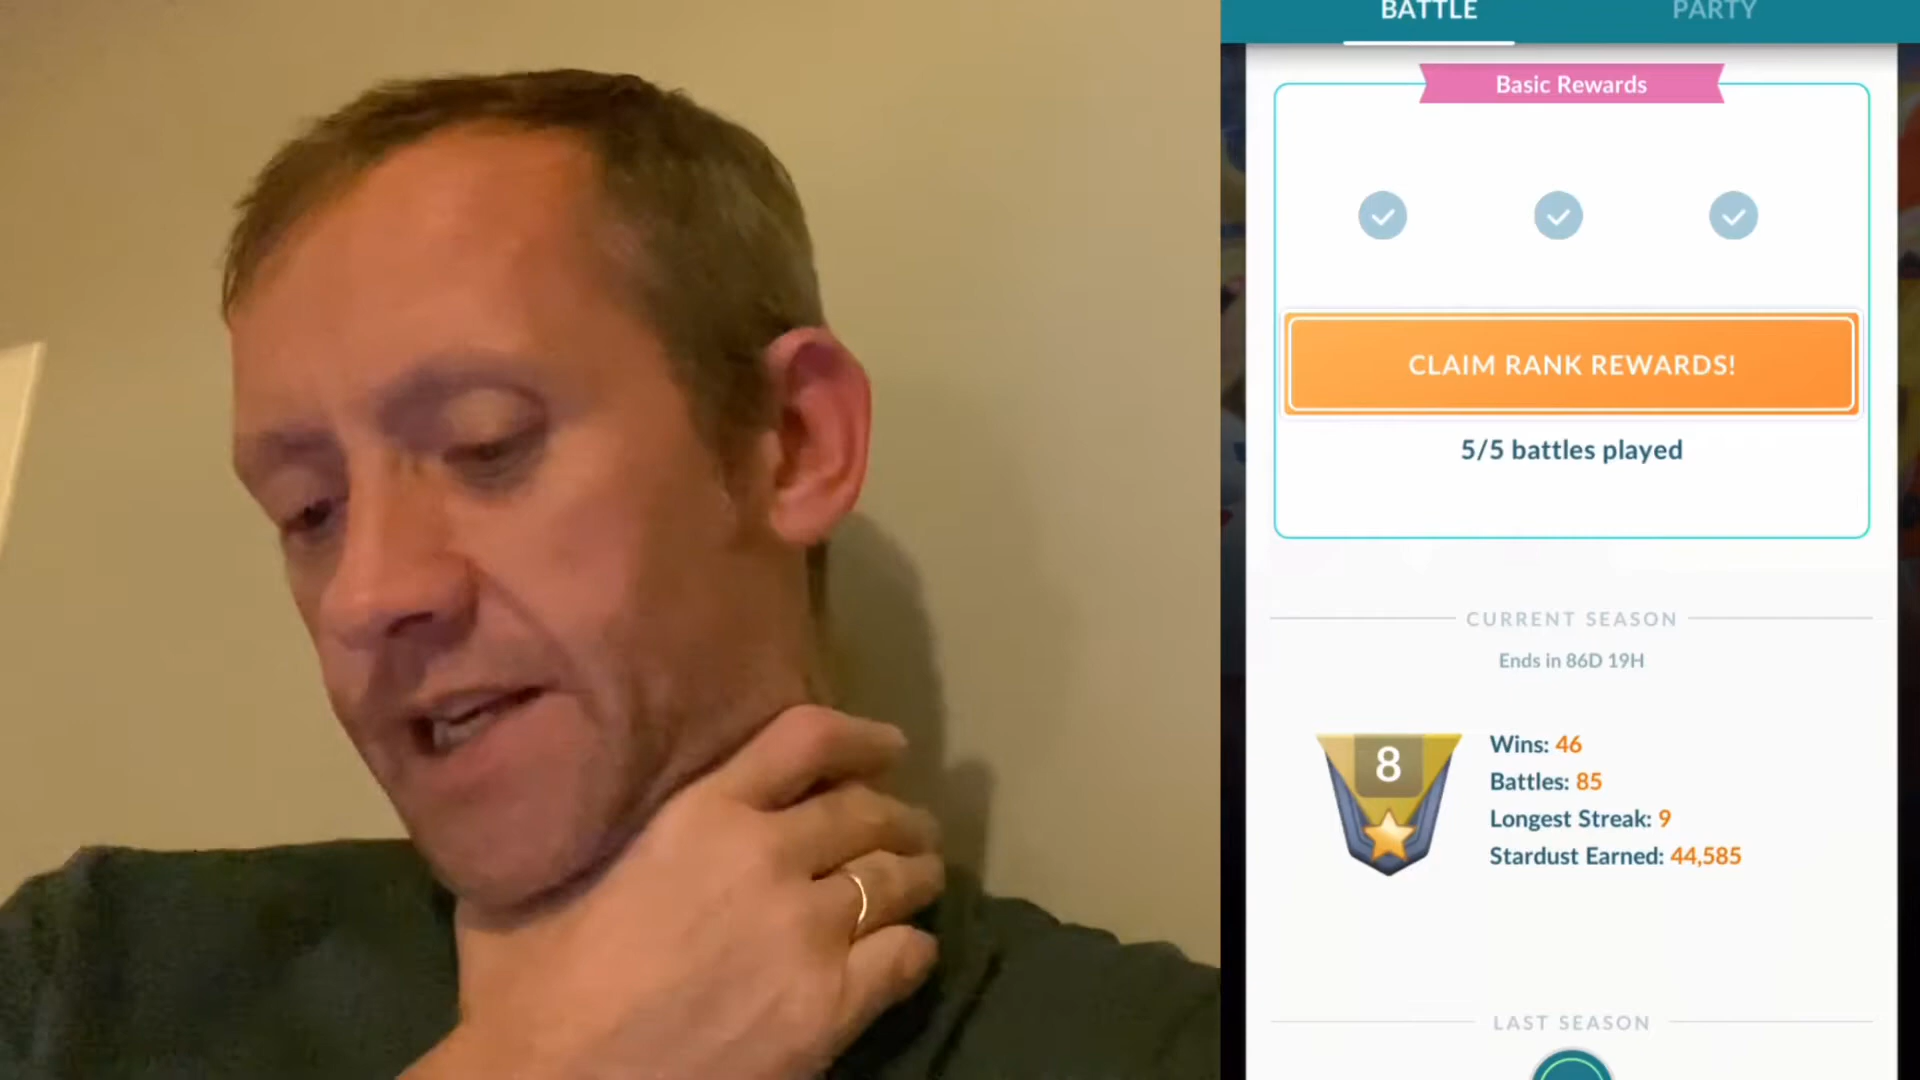 BATTLE
PARTY
Basic Rewards
CLAIM RANK REWARDS!
5/5 battles played
CURRENT SEASON
Ends in 86D 19H
8
Wins: 46
Battles: 85
Longest Streak: 9
Stardust Earned: 44,585
LAST SEASON